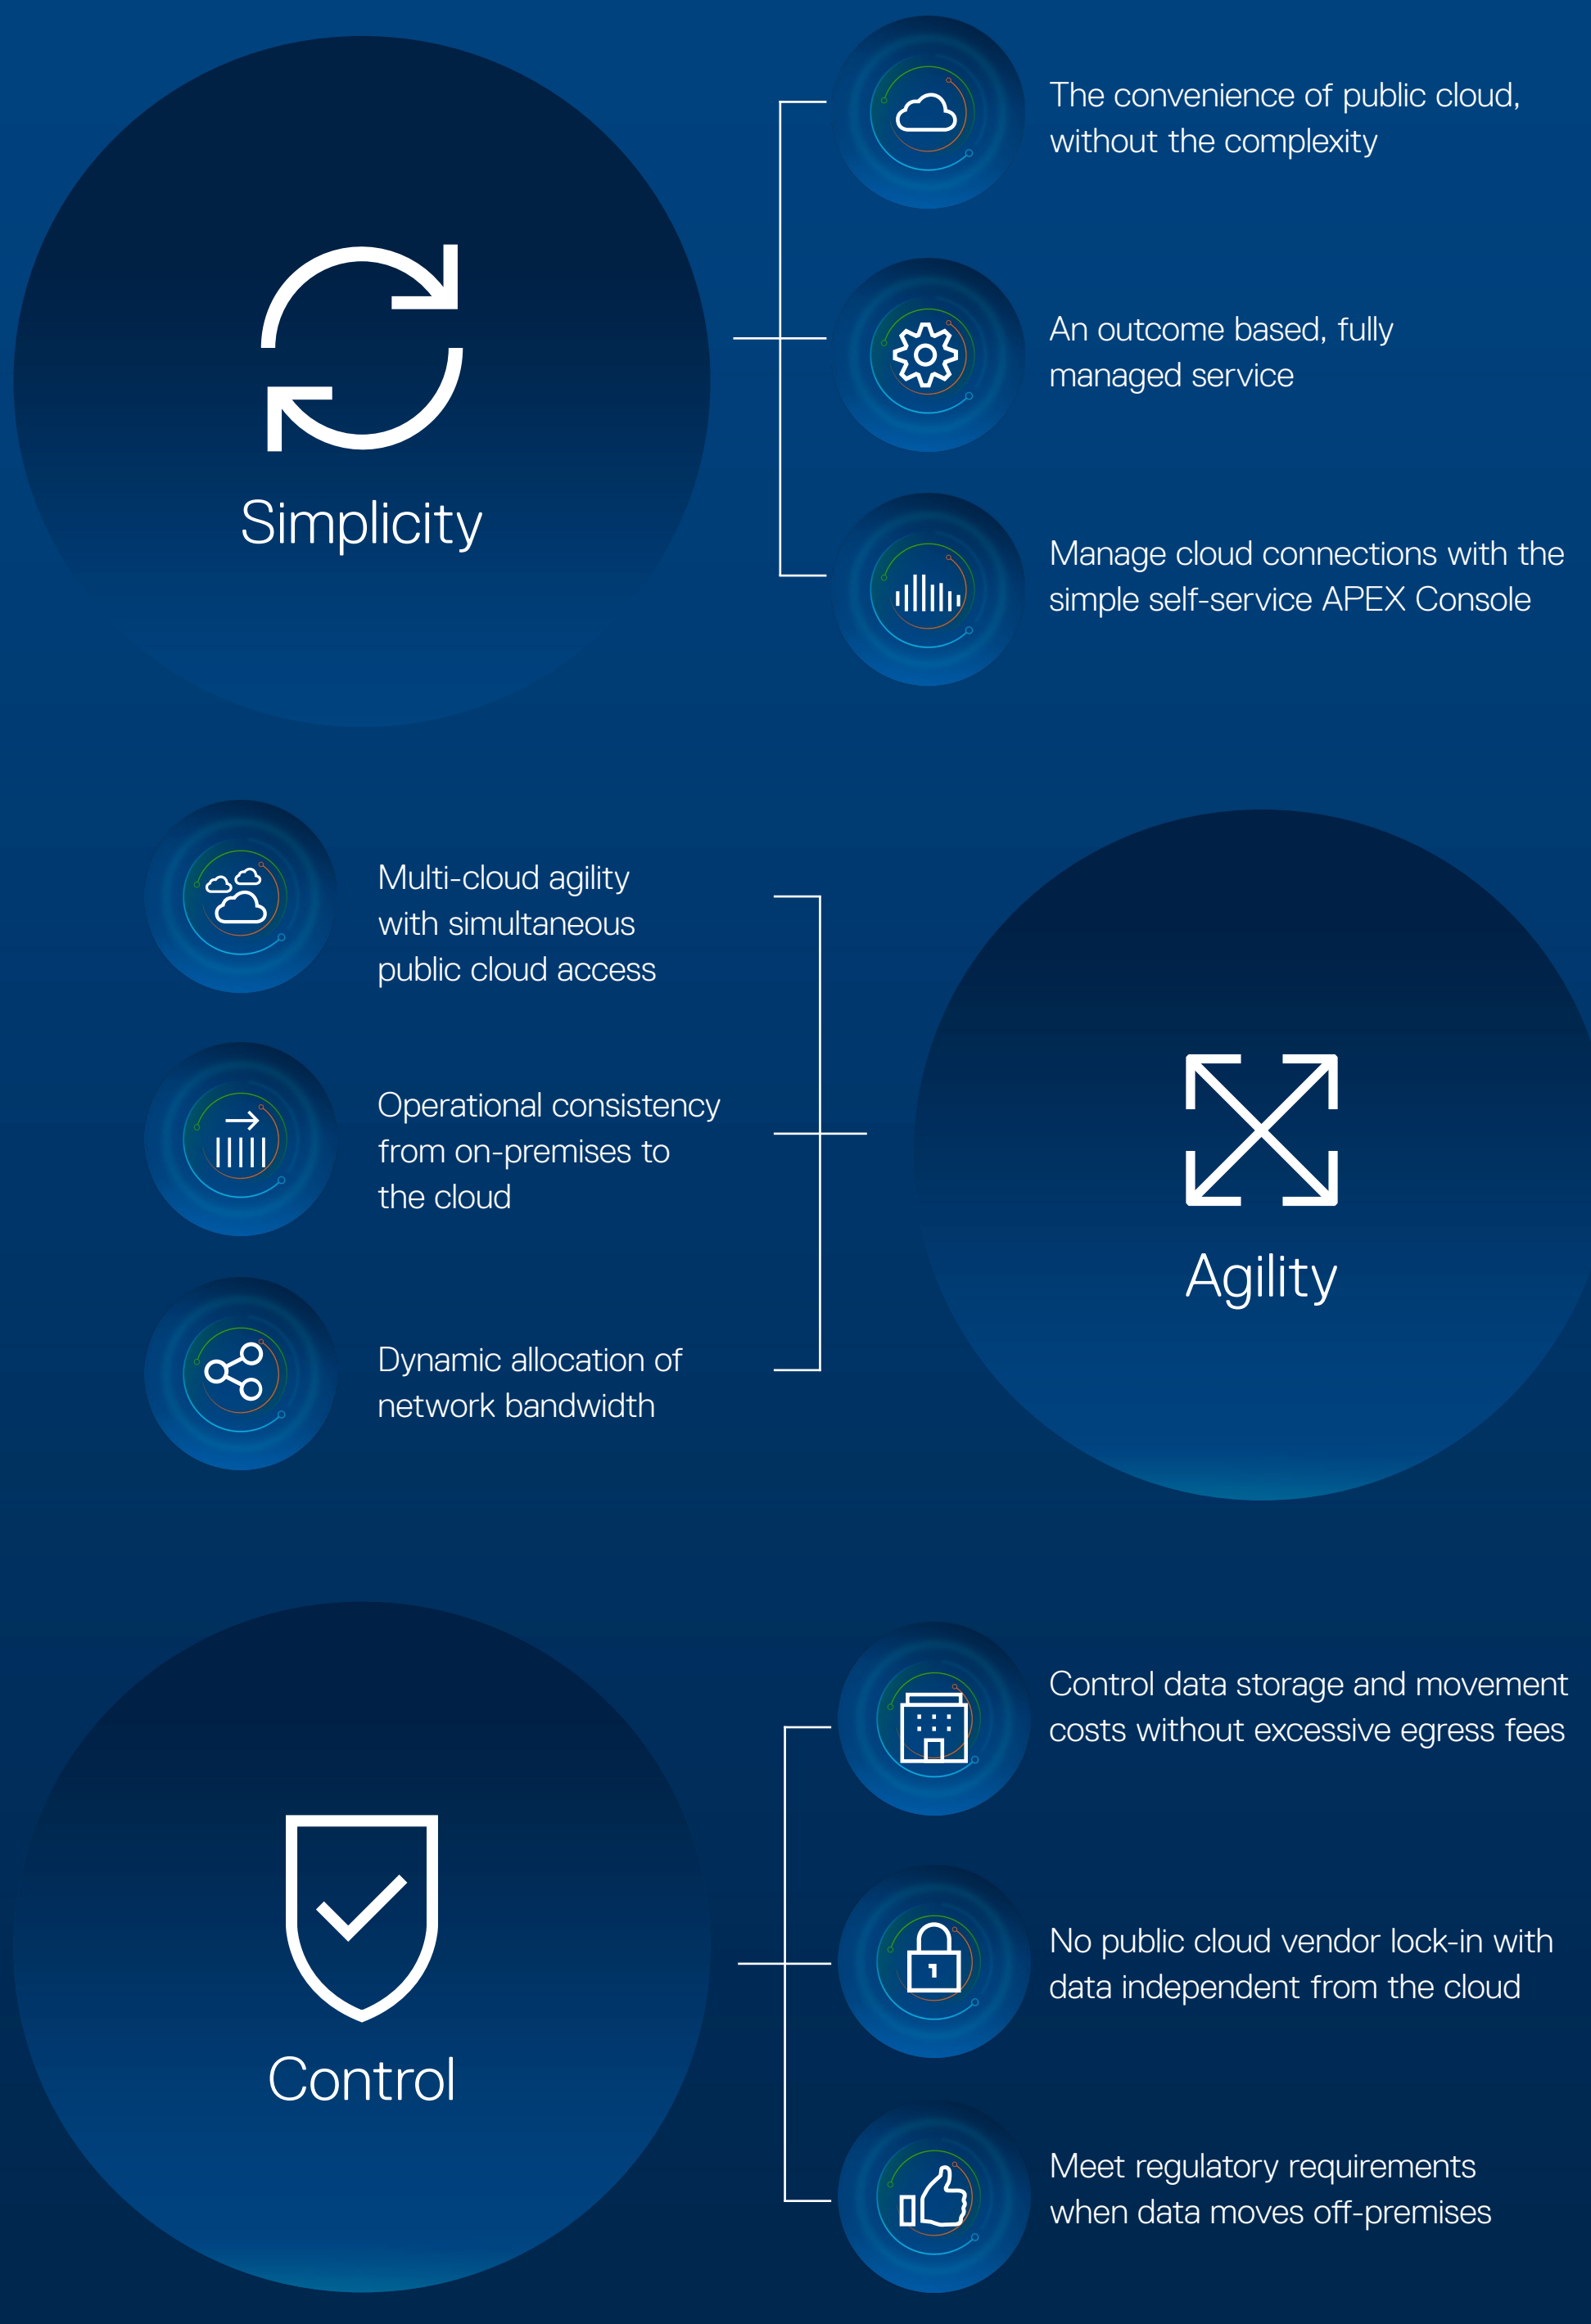 Simplicity
The convenience of public cloud,
without the complexity
An outcome based, fully
managed service
Manage cloud connections with the
simple self-service APEX Console
Multi-cloud agility
with simultaneous
public cloud access
Operational consistency
from on-premises to
the cloud
Dynamic allocation of
network bandwidth
Agility
Control
Control data storage and movement
costs without excessive egress fees
No public cloud vendor lock-in with
data independent from the cloud
Meet regulatory requirements
when data moves off-premises